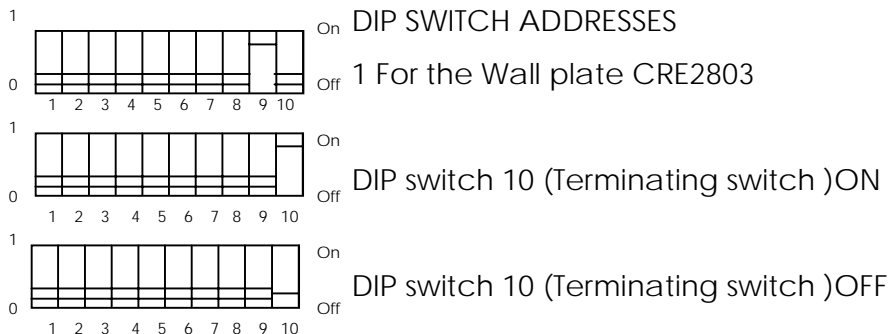 1
On DIP SWITCH ADDRESSES
0 Off 1 For the Wall plate CRE2803
1 2 3 4 5 6 7 8 9 10
1
On
0 Off DIP switch 10 (Terminating switch )ON
1 2 3 4 5 6 7 8 9 10
1
On
0 Off DIP switch 10 (Terminating switch )OFF
1 2 3 4 5 6 7 8 9 10